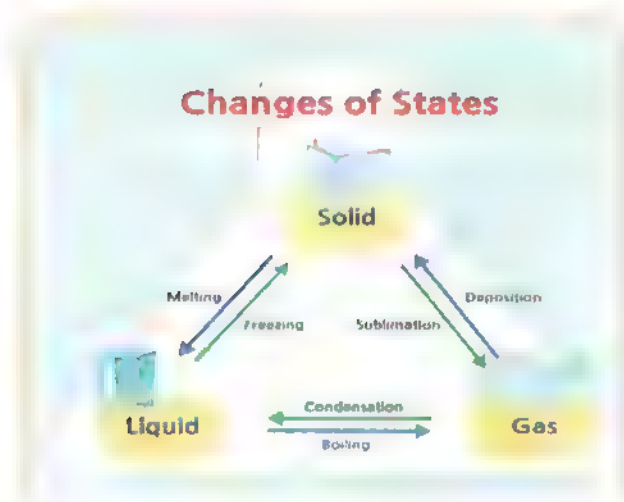 Changes of States
Solid
Melting
Deposition
Freezing
Sublimation
Condensation
Liquid
Gas
Boiling